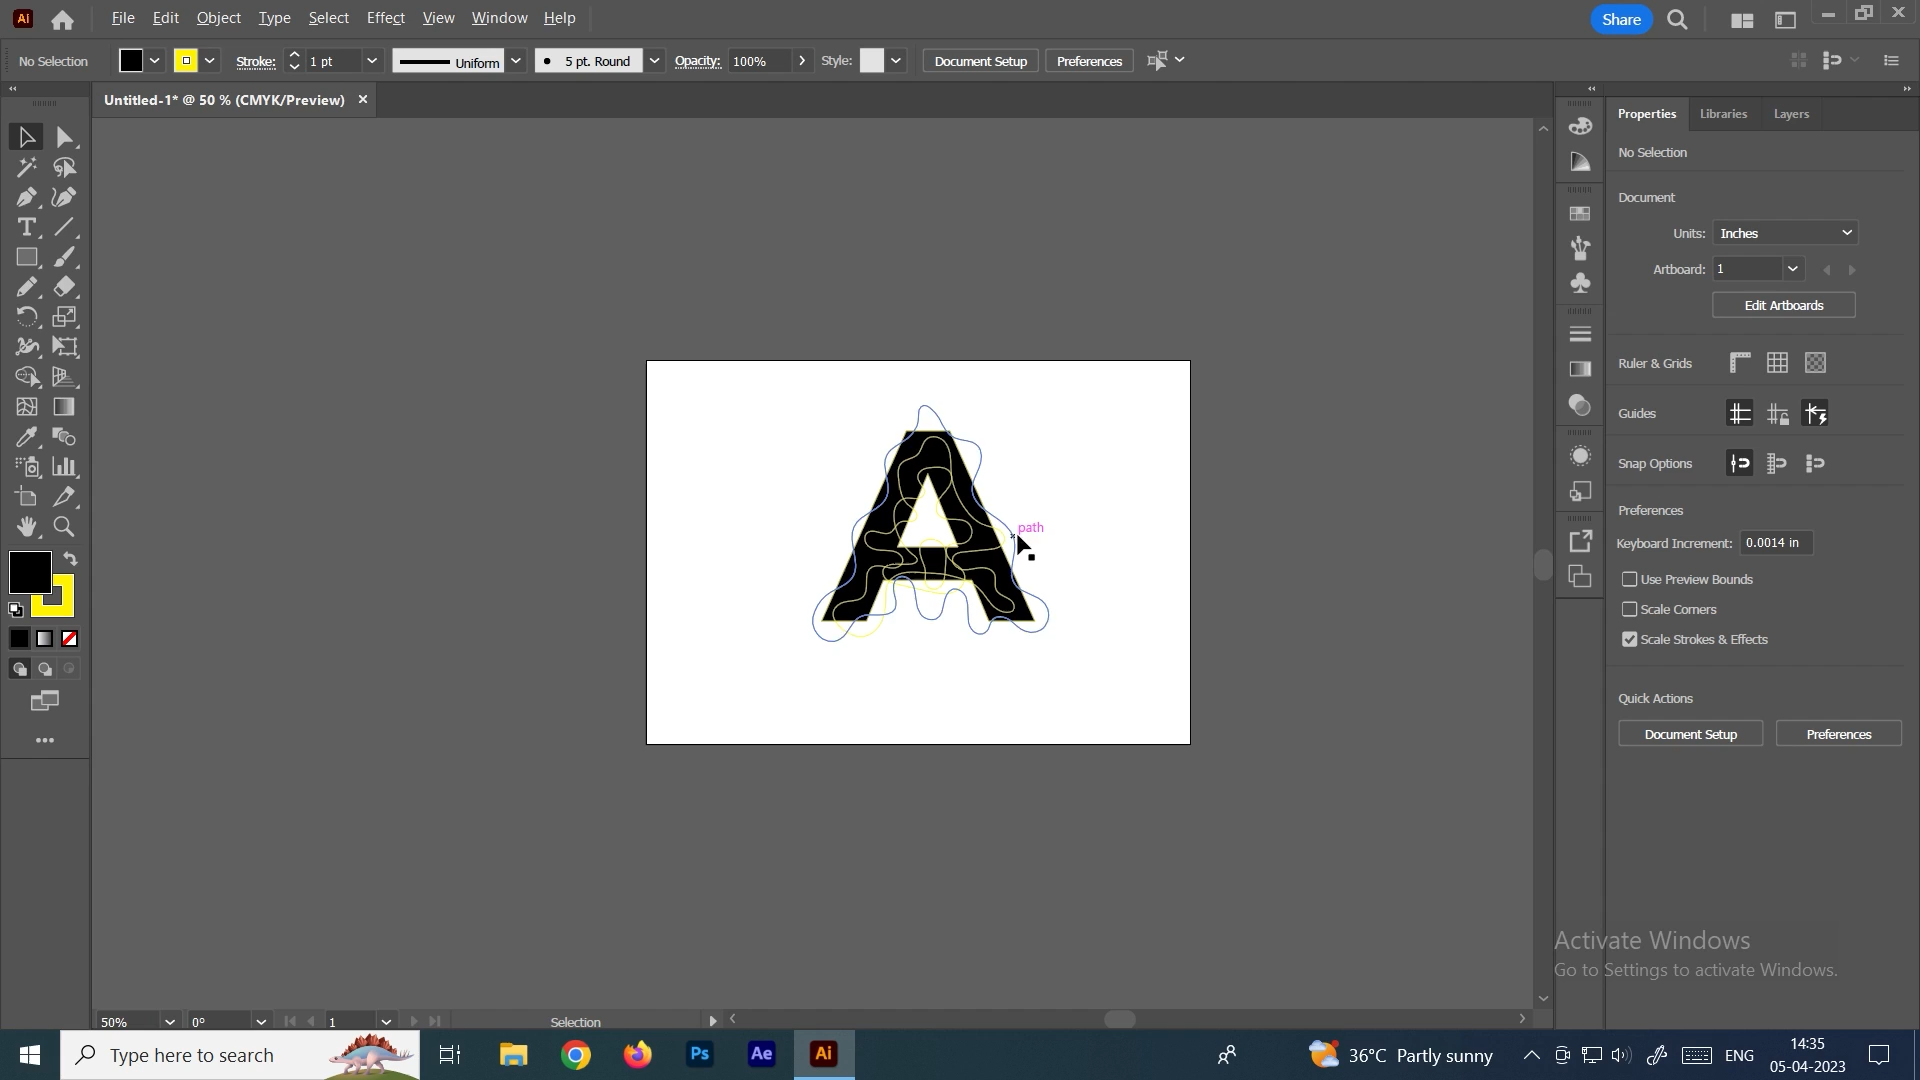 Ai File Edit Object Type Select Effect View Window Help Share
No Selection Stroke: 1 pt Uniform 5 pt. Round Opacity: 100% Style: Document Setup Preferences
Untitled-1* @ 50 % (CMYK/Preview)
Properties Libraries Layers
No Selection
Document
Units: Inches
Artboard: 1
Edit Artboards
Ruler & Grids
Guides
Snap Options
Preferences
Keyboard Increment: 0.0014 in
Use Preview Bounds
Scale Corners
Scale Strokes & Effects
Quick Actions
Document Setup Preferences
A
path
Activate Windows
Go to Settings to activate Windows.
50% 0° 1 Selection
Type here to search Ps Ae Ai 36°C Partly sunny ENG 14:35
05-04-2023